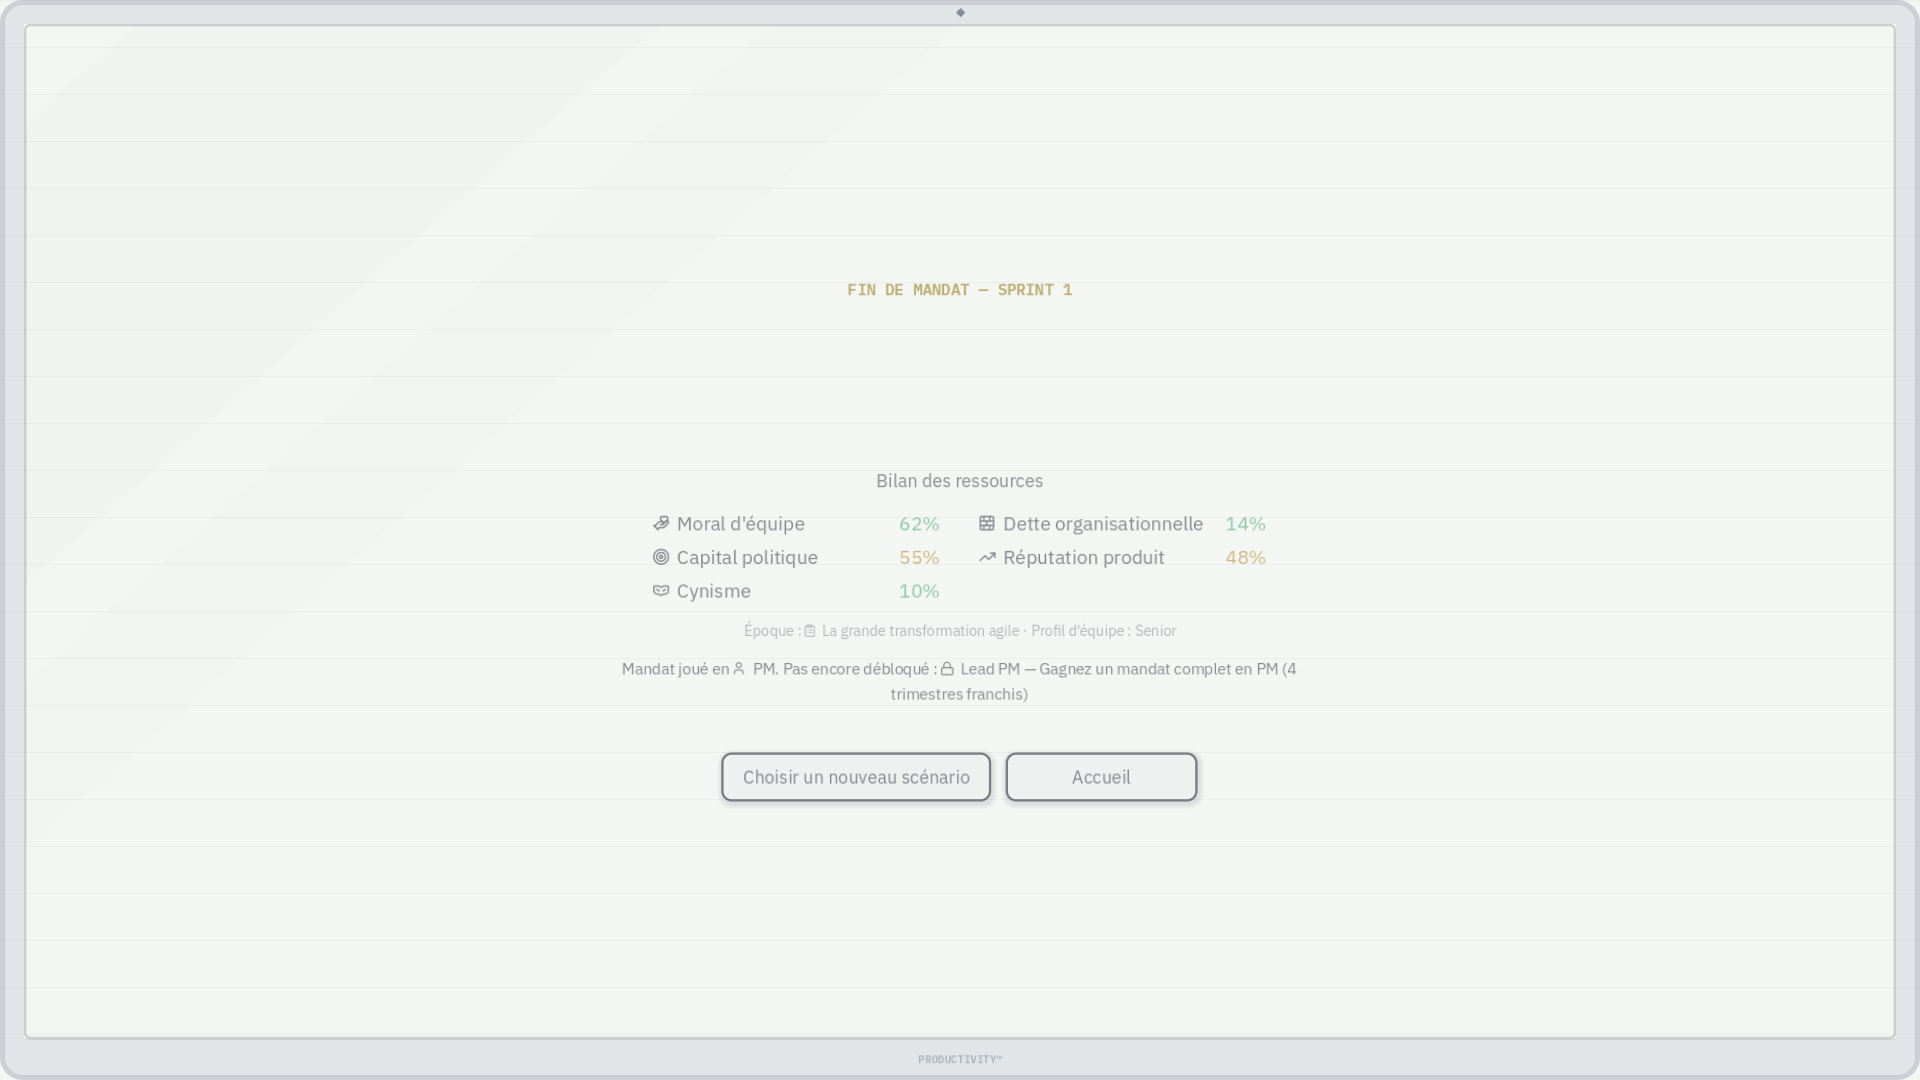 FIN DE MANDAT — SPRINT 1
Bilan des ressources
Moral d'équipe 62% Dette organisationnelle 14%
Capital politique 55% Réputation produit 48%
Cynisme 10%
Époque : La grande transformation agile · Profil d'équipe : Senior
Mandat joué en PM. Pas encore débloqué : Lead PM — Gagnez un mandat complet en PM (4
trimestres franchis)
Choisir un nouveau scénario Accueil
PRODUCTIVITY™